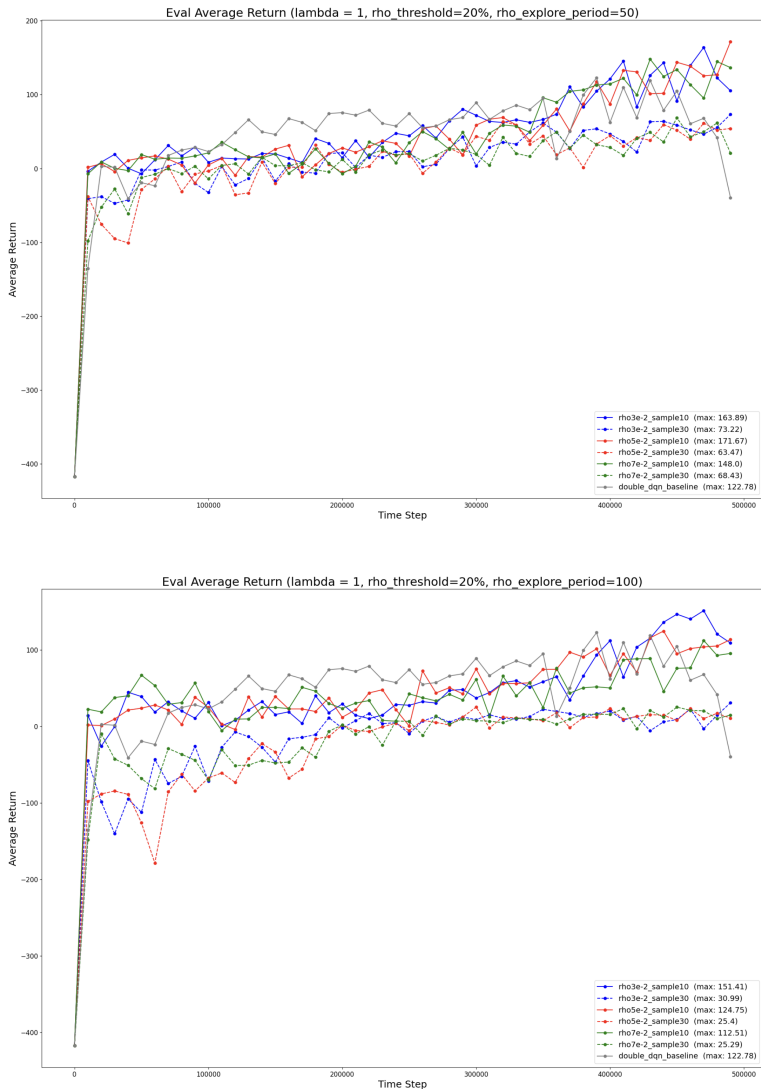 Eval Average Return (lambda = 1, rho_threshold=20%, rho_explore_period=50)
200
100
0
−100
−200
−300
−400
Average Return
0
100000
200000
300000
400000
500000
Time Step
rho3e-2_sample10 (max: 163.89)
rho3e-2_sample30 (max: 73.22)
rho5e-2_sample10 (max: 171.67)
rho5e-2_sample30 (max: 63.47)
rho7e-2_sample10 (max: 148.0)
rho7e-2_sample30 (max: 68.43)
double_dqn_baseline (max: 122.78)
Eval Average Return (lambda = 1, rho_threshold=20%, rho_explore_period=100)
100
0
−100
−200
−300
−400
Average Return
0
100000
200000
300000
400000
500000
Time Step
rho3e-2_sample10 (max: 151.41)
rho3e-2_sample30 (max: 30.99)
rho5e-2_sample10 (max: 124.75)
rho5e-2_sample30 (max: 25.4)
rho7e-2_sample10 (max: 112.51)
rho7e-2_sample30 (max: 25.29)
double_dqn_baseline (max: 122.78)